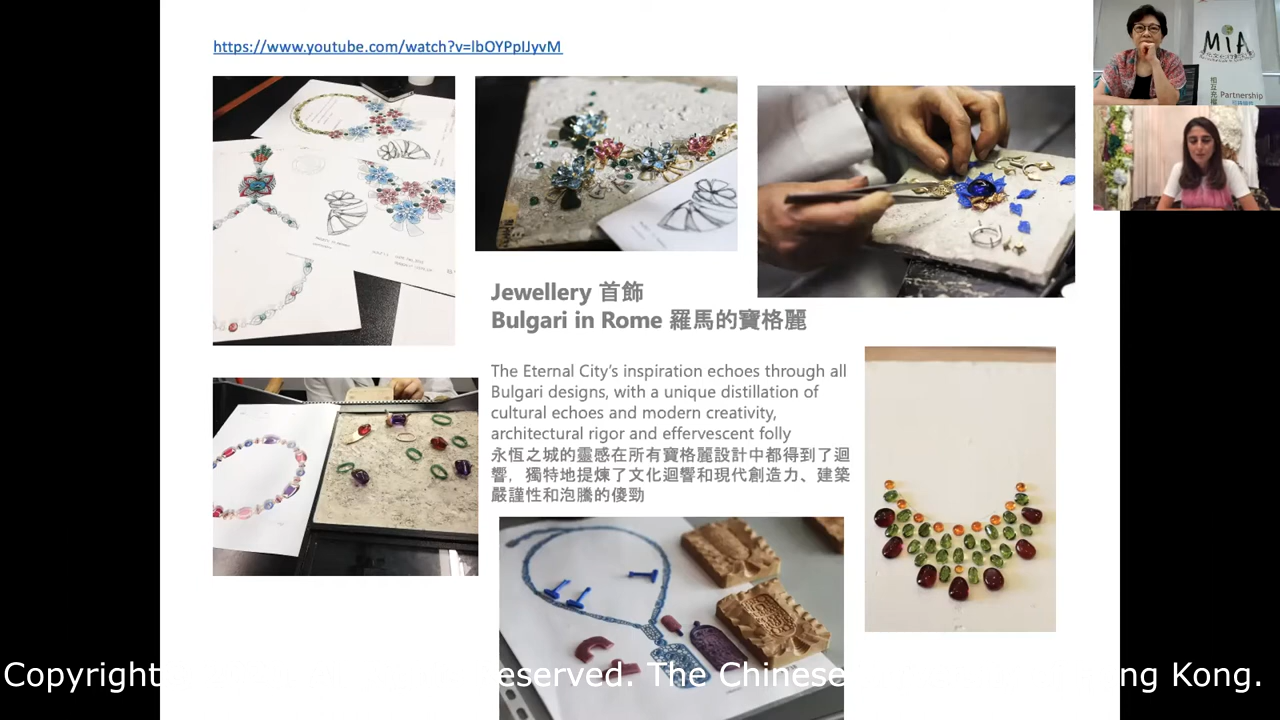 https://www.youtube.com/watch?v=lbOYPpIJyvM
MiA
相互充權
Partnership
Jewellery 首飾
Bulgari in Rome 羅馬的寶格麗
The Eternal City's inspiration echoes through all
Bulgari designs, with a unique distillation of
cultural echoes and modern creativity,
architectural rigor and effervescent folly
永恆之城的靈感在所有寶格麗設計中都得到了迴
響，獨特地提煉了文化迴響和現代創造力、建築
嚴謹性和泡騰的傻勁
Copyright eserved. The Chinese ng Kong.